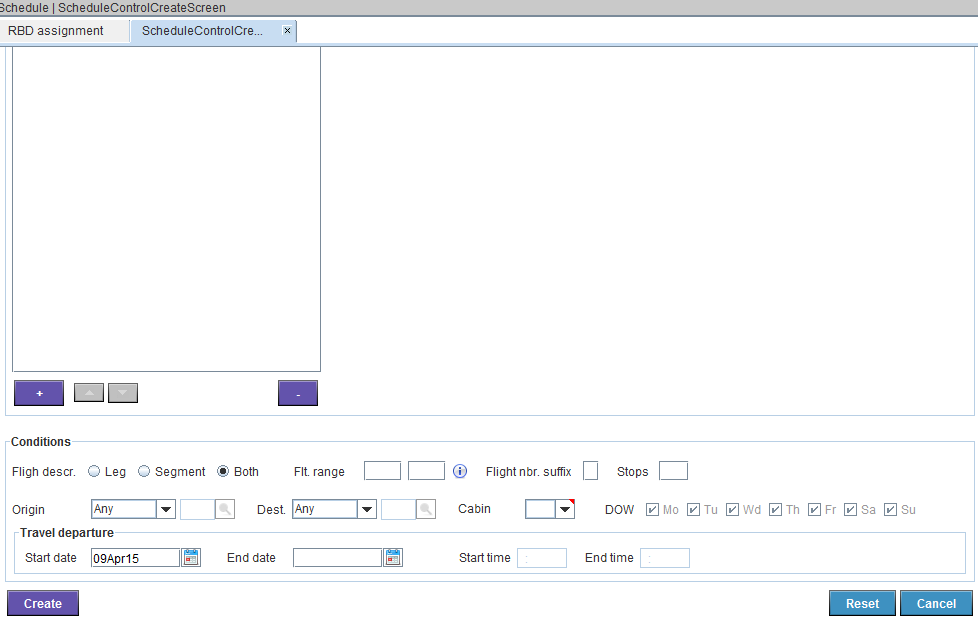 Schedule | ScheduleControlCreateScreen
RBD assignment ScheduleControlCre... ×
+ -
Conditions
Fligh descr. Leg Segment Both Flt. range i Flight nbr. suffix Stops
Origin Any Dest. Any Cabin DOW Mo Tu Wd Th Fr Sa Su
Travel departure
Start date 09Apr15 End date Start time : End time :
Create Reset Cancel